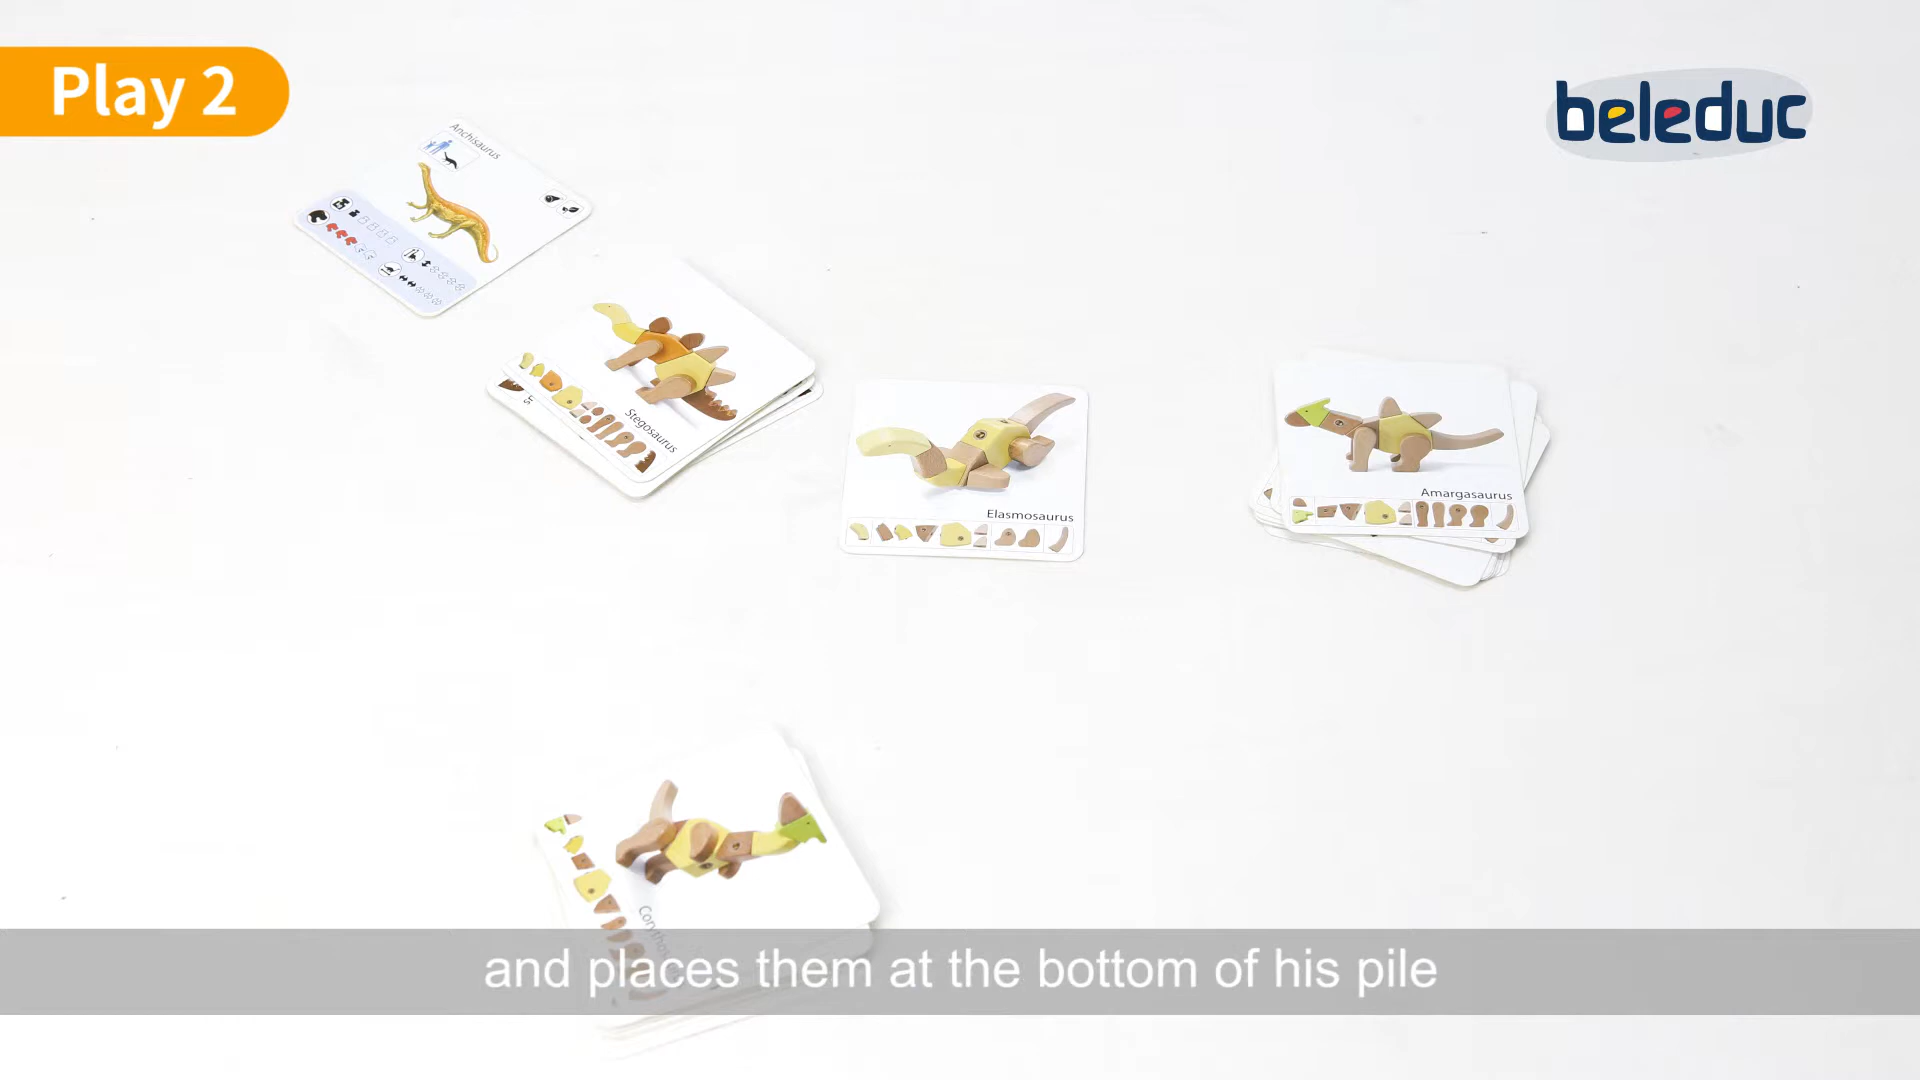 Play 2
beleduc
Anchisaurus
Stegosaurus
Elasmosaurus
Amargasaurus
and places them at the bottom of his pile